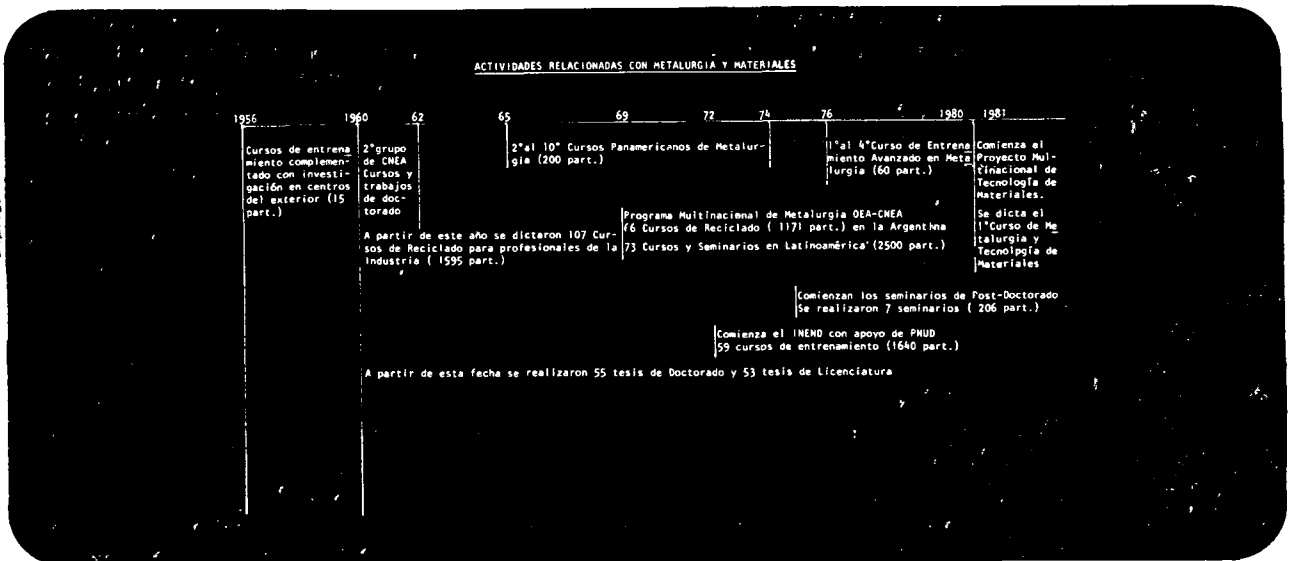 ACTIVIDADES RELACIONADAS CON METALURGIA Y MATERIALES
1956 1960 62 65 69 72 74 76 1980 1981
Cursos de entrena
miento complemen-
tado con investi-
gación en centros
del exterior (15
part.)
2°grupo
de CNEA
Cursos y
trabajos
de doc-
torado
2°al 10° Cursos Panamericanos de Metalur-
gia (200 part.)
1°al 4°Curso de Entrena
miento Avanzado en Meta
lurgia (60 part.)
Comienza el
Proyecto Mul-
tinacional de
Tecnología de
Materiales.
Se dicta el
1°Curso de Me
talurgia y
Tecnología de
Materiales
A partir de este año se dictaron 107 Cur-
sos de Reciclado para profesionales de la
Industria ( 1595 part.)
Programa Multinacional de Metalurgia OEA-CNEA
Cursos de Reciclado ( 1171 part.) en la Argentina
73 Cursos y Seminarios en Latinoamérica (2500 part.)
Comienzan los seminarios de Post-Doctorado
Se realizaron 7 seminarios ( 206 part.)
Comienza el INEND con apoyo de PNUD
59 cursos de entrenamiento (1640 part.)
A partir de esta fecha se realizaron 55 tesis de Doctorado y 53 tesis de Licenciatura